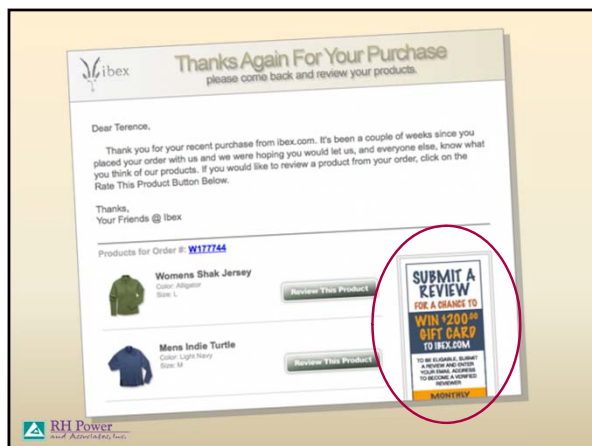 ibex
Thanks Again For Your Purchase
please come back and review your products.
Dear Terence,
Thank you for your recent purchase from ibex.com. It's been a couple of weeks since you
placed your order with us and we were hoping you would let us, and everyone else, know what
you think of our products. If you would like to review a product from your order, click on the
Rate This Product Button Below.
Thanks,
Your Friends @ Ibex
Products for Order #: W177744
Womens Shak Jersey
Color: Alligator
Size: L
Review This Product
Mens Indie Turtle
Color: Light Navy
Size: M
Review This Product
SUBMIT A
REVIEW
FOR A CHANCE TO
WIN $200.00
GIFT CARD
TO IBEX.COM
TO BE ELIGABLE, SUBMIT
A REVIEW AND ENTER
YOUR EMAIL ADDRESS
TO BECOME A VERIFIED
REVIEWER
MONTHLY
RH Power
and Associates, Inc.